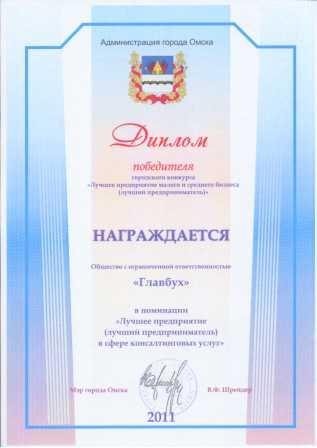 Администрация города Омска
Диплом
победителя
городского конкурса
«Лучшее предприятие малого и среднего бизнеса
(лучший предприниматель)»
НАГРАЖДАЕТСЯ
Общество с ограниченной ответственностью
«Главбух»
в номинации
«Лучшее предприятие
(лучший предприниматель)
в сфере консалтинговых услуг»
Мэр города Омска В.Ф. Шрейдер
2011